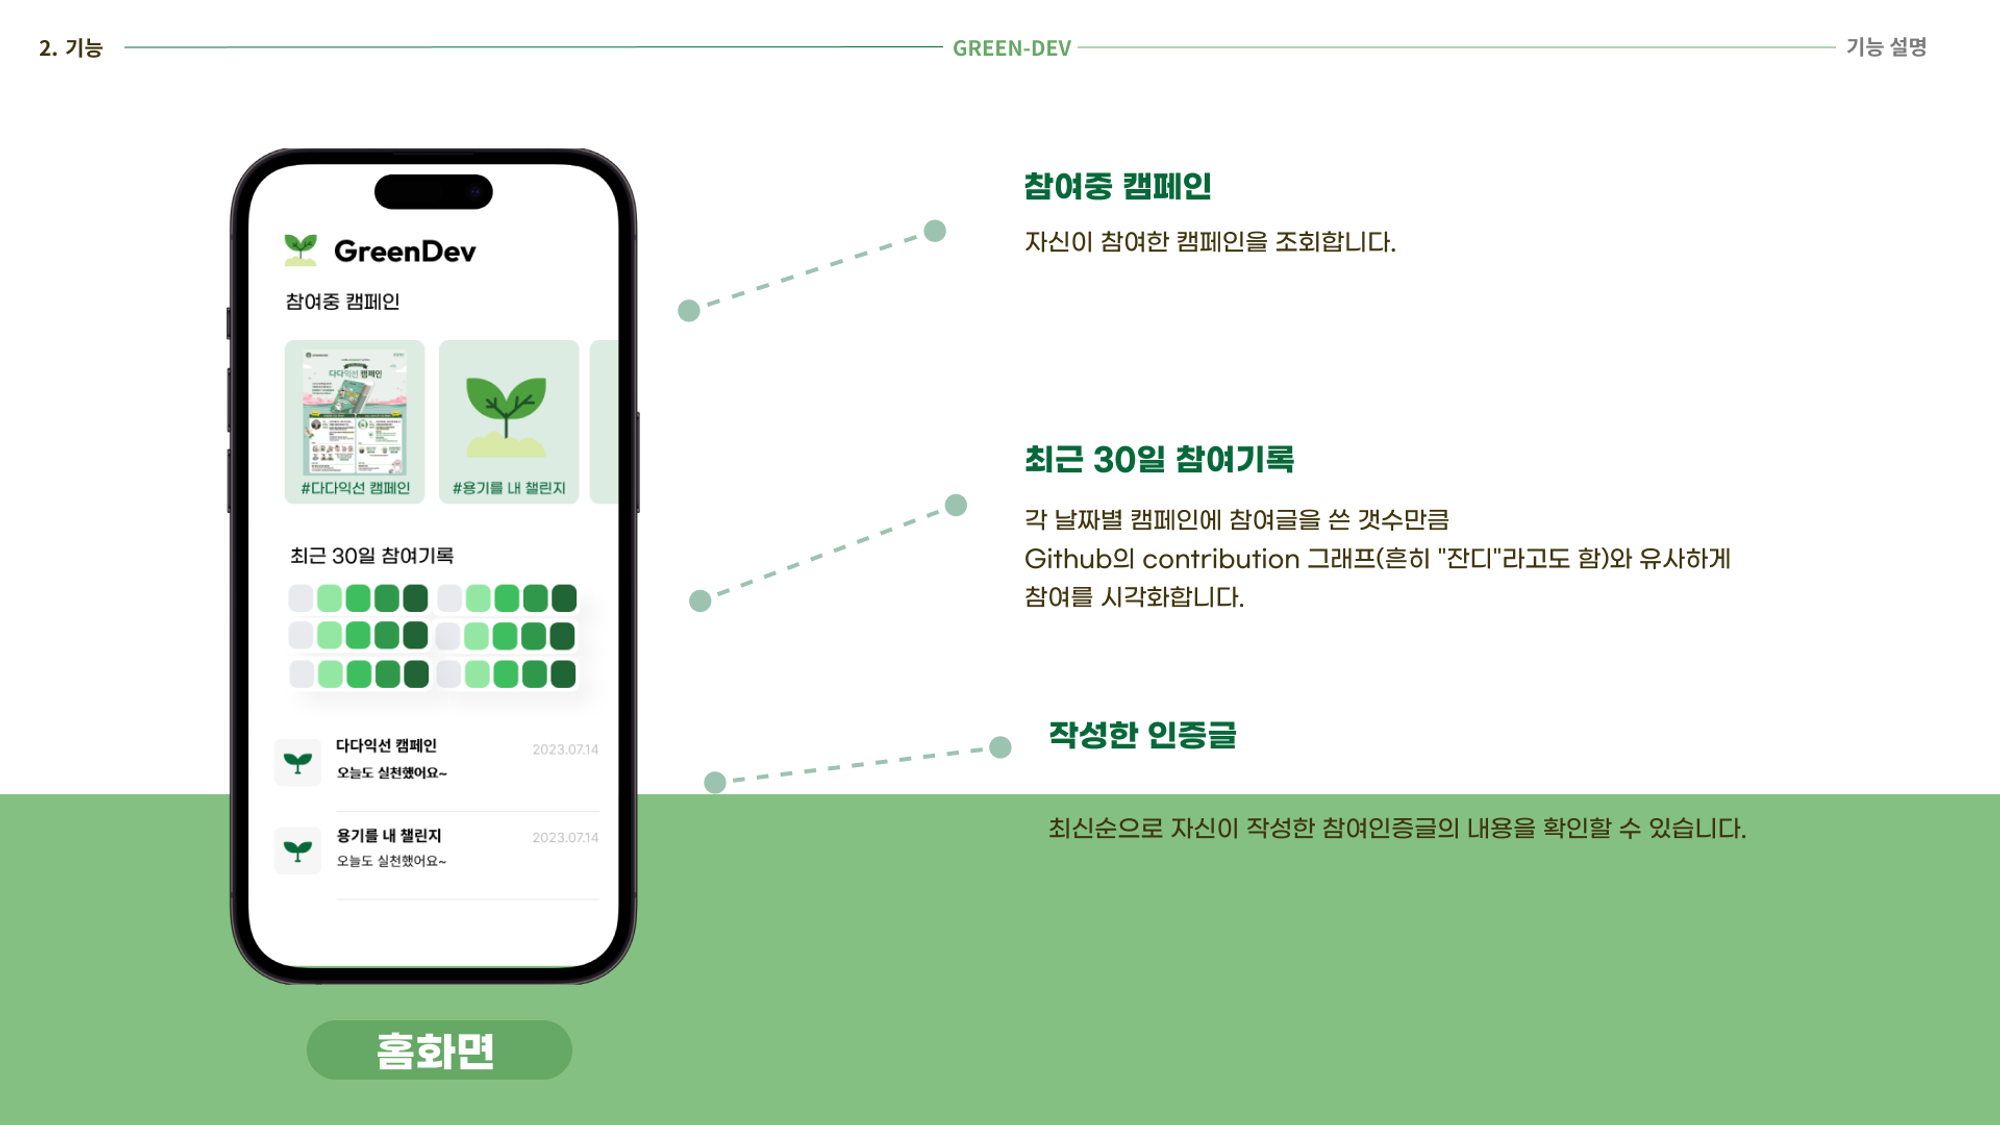 2. 기능
GREEN-DEV
기능 설명
GreenDev
참여중 캠페인
다다익선 캠페인
#다다익선 캠페인
#용기를 내 챌린지
최근 30일 참여기록
다다익선 캠페인
2023.07.14
오늘도 실천했어요~
용기를 내 챌린지
2023.07.14
오늘도 실천했어요~
홈화면
참여중 캠페인
자신이 참여한 캠페인을 조회합니다.
최근 30일 참여기록
각 날짜별 캠페인에 참여글을 쓴 갯수만큼
Github의 contribution 그래프(흔히 "잔디"라고도 함)와 유사하게
참여를 시각화합니다.
작성한 인증글
최신순으로 자신이 작성한 참여인증글의 내용을 확인할 수 있습니다.